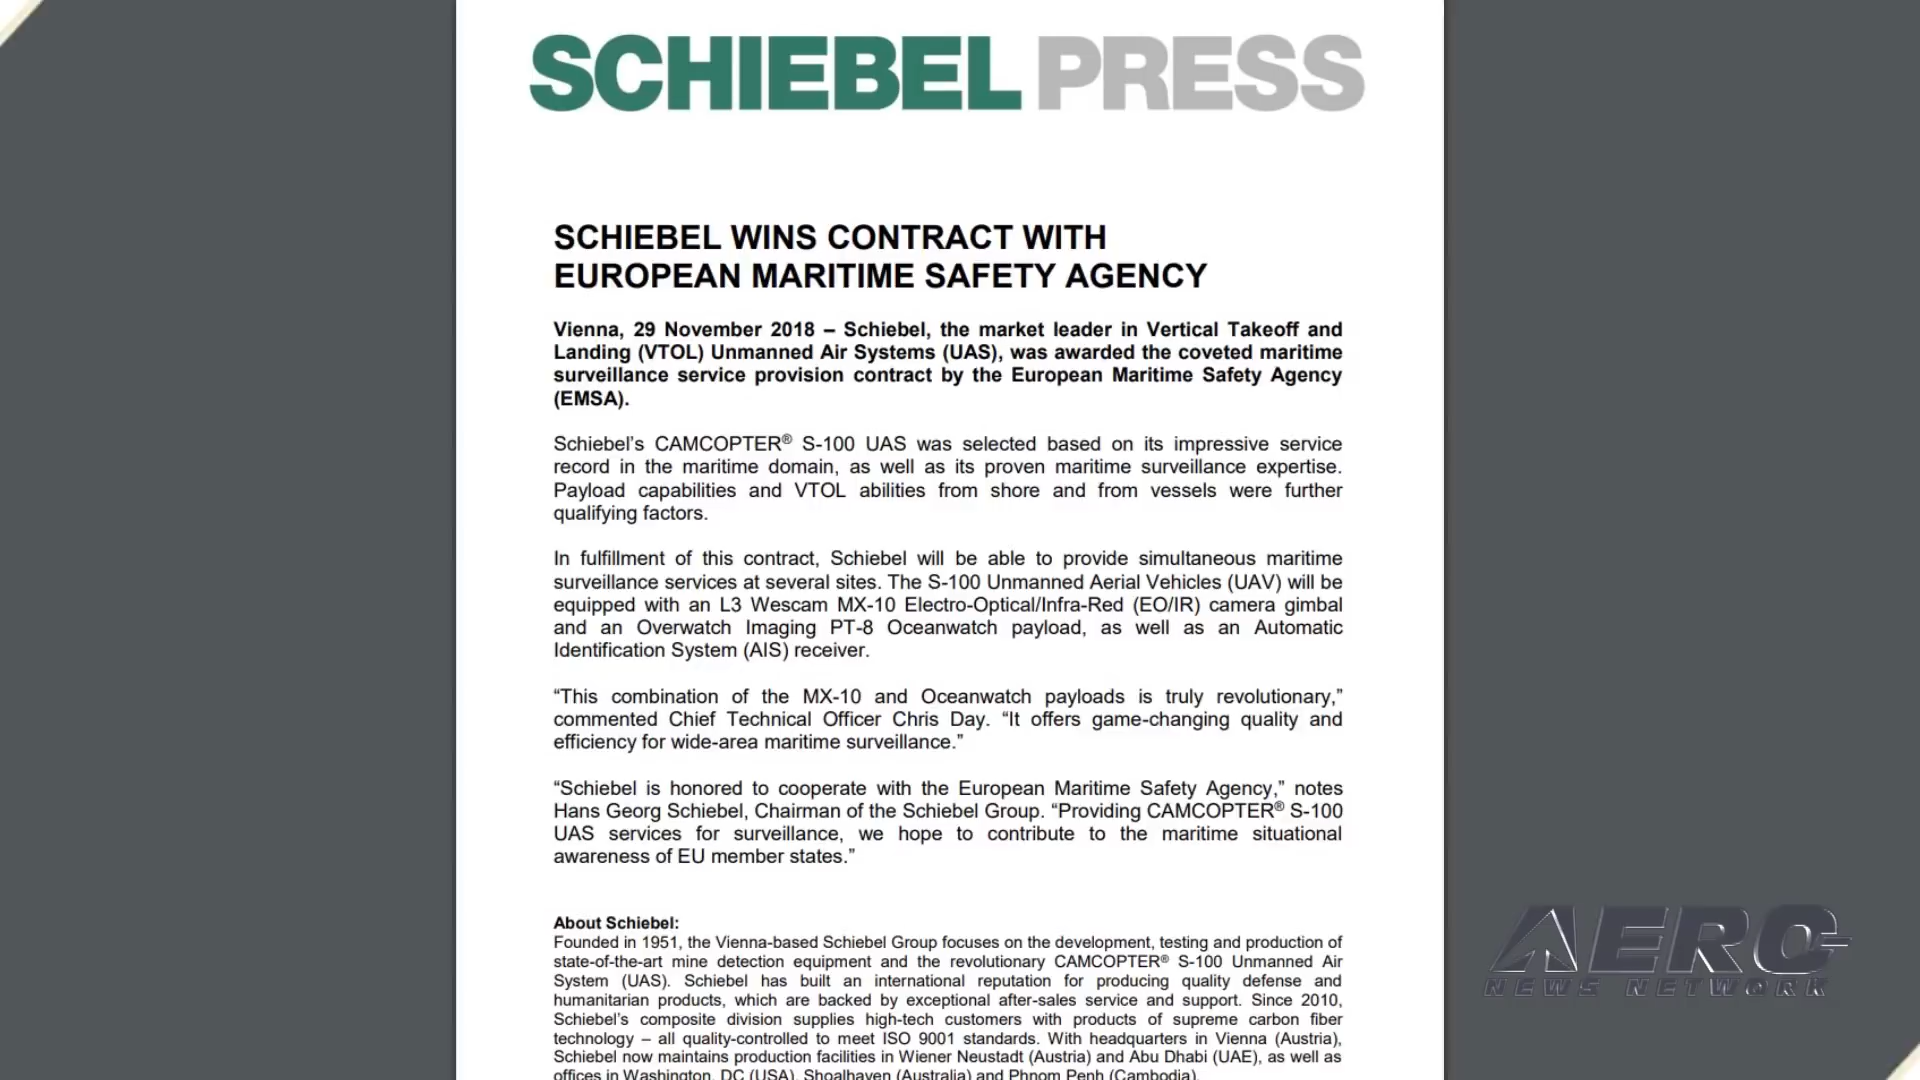 SCHIEBEL PRESS
SCHIEBEL WINS CONTRACT WITH
EUROPEAN MARITIME SAFETY AGENCY
Vienna, 29 November 2018 – Schiebel, the market leader in Vertical Takeoff and
Landing (VTOL) Unmanned Air Systems (UAS), was awarded the coveted maritime
surveillance service provision contract by the European Maritime Safety Agency
(EMSA).
Schiebel’s CAMCOPTER® S-100 UAS was selected based on its impressive service
record in the maritime domain, as well as its proven maritime surveillance expertise.
Payload capabilities and VTOL abilities from shore and from vessels were further
qualifying factors.
In fulfillment of this contract, Schiebel will be able to provide simultaneous maritime
surveillance services at several sites. The S-100 Unmanned Aerial Vehicles (UAV) will be
equipped with an L3 Wescam MX-10 Electro-Optical/Infra-Red (EO/IR) camera gimbal
and an Overwatch Imaging PT-8 Oceanwatch payload, as well as an Automatic
Identification System (AIS) receiver.
“This combination of the MX-10 and Oceanwatch payloads is truly revolutionary,”
commented Chief Technical Officer Chris Day. “It offers game-changing quality and
efficiency for wide-area maritime surveillance.”
“Schiebel is honored to cooperate with the European Maritime Safety Agency,” notes
Hans Georg Schiebel, Chairman of the Schiebel Group. “Providing CAMCOPTER® S-100
UAS services for surveillance, we hope to contribute to the maritime situational
awareness of EU member states.”
About Schiebel:
Founded in 1951, the Vienna-based Schiebel Group focuses on the development, testing and production of
state-of-the-art mine detection equipment and the revolutionary CAMCOPTER® S-100 Unmanned Air
System (UAS). Schiebel has built an international reputation for producing quality defense and
humanitarian products, which are backed by exceptional after-sales service and support. Since 2010,
Schiebel’s composite division supplies high-tech customers with products of supreme carbon fiber
technology – all quality-controlled to meet ISO 9001 standards. With headquarters in Vienna (Austria),
Schiebel now maintains production facilities in Wiener Neustadt (Austria) and Abu Dhabi (UAE), as well as
offices in Washington, DC (USA), Shoalhaven (Australia) and Phnom Penh (Cambodia).
AERO
NEWS NETWORK